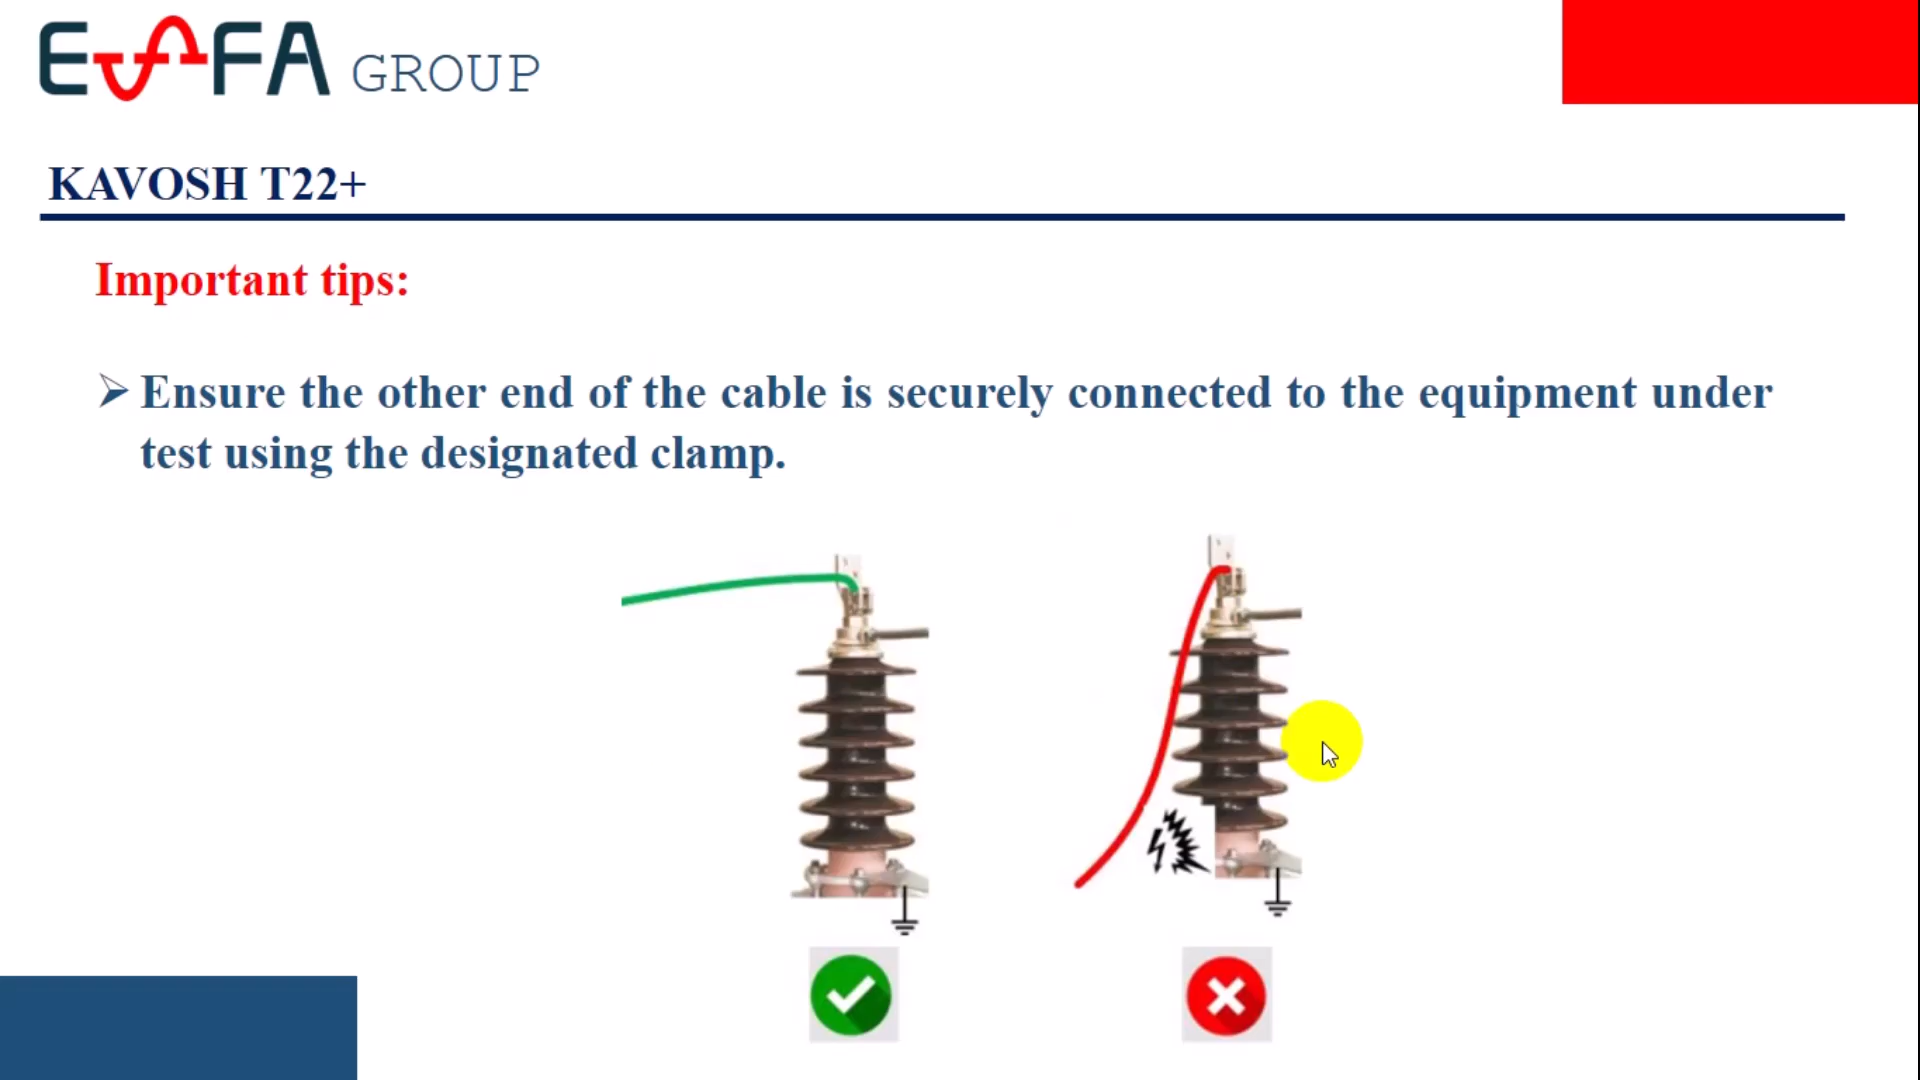 EVFA GROUP
KAVOSH T22+
Important tips:
➢ Ensure the other end of the cable is securely connected to the equipment under
test using the designated clamp.